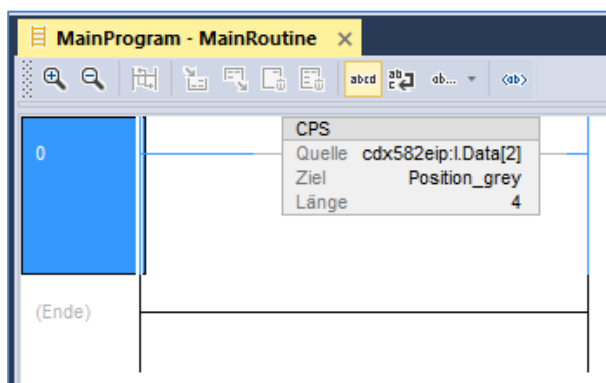 MainProgram - MainRoutine ×
abcd ab... <ab>
CPS
0
Quelle cdx582eip:I.Data[2]
Ziel Position_grey
Länge 4
(Ende)